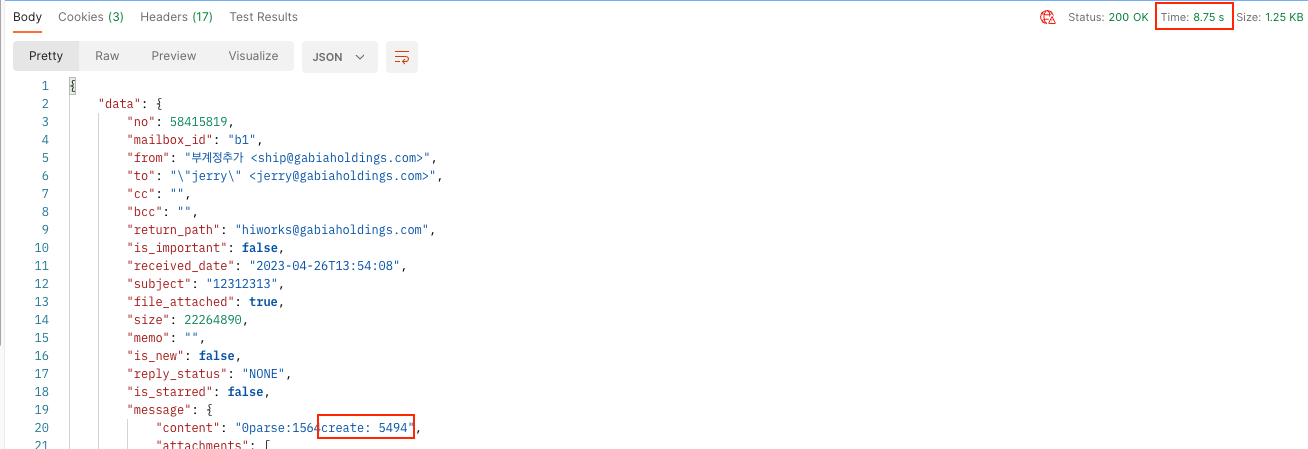 Body Cookies (3) Headers (17) Test Results Status: 200 OK Time: 8.75 s Size: 1.25 KB
Pretty Raw Preview Visualize JSON
1 {
2 "data": {
3 "no": 58415819,
4 "mailbox_id": "b1",
5 "from": "부계정추가 <ship@gabiaholdings.com>",
6 "to": "\"jerry\" <jerry@gabiaholdings.com>",
7 "cc": "",
8 "bcc": "",
9 "return_path": "hiworks@gabiaholdings.com",
10 "is_important": false,
11 "received_date": "2023-04-26T13:54:08",
12 "subject": "12312313",
13 "file_attached": true,
14 "size": 22264890,
15 "memo": "",
16 "is_new": false,
17 "reply_status": "NONE",
18 "is_starred": false,
19 "message": {
20 "content": "0parse:1564create: 5494",
21 "attachments": [